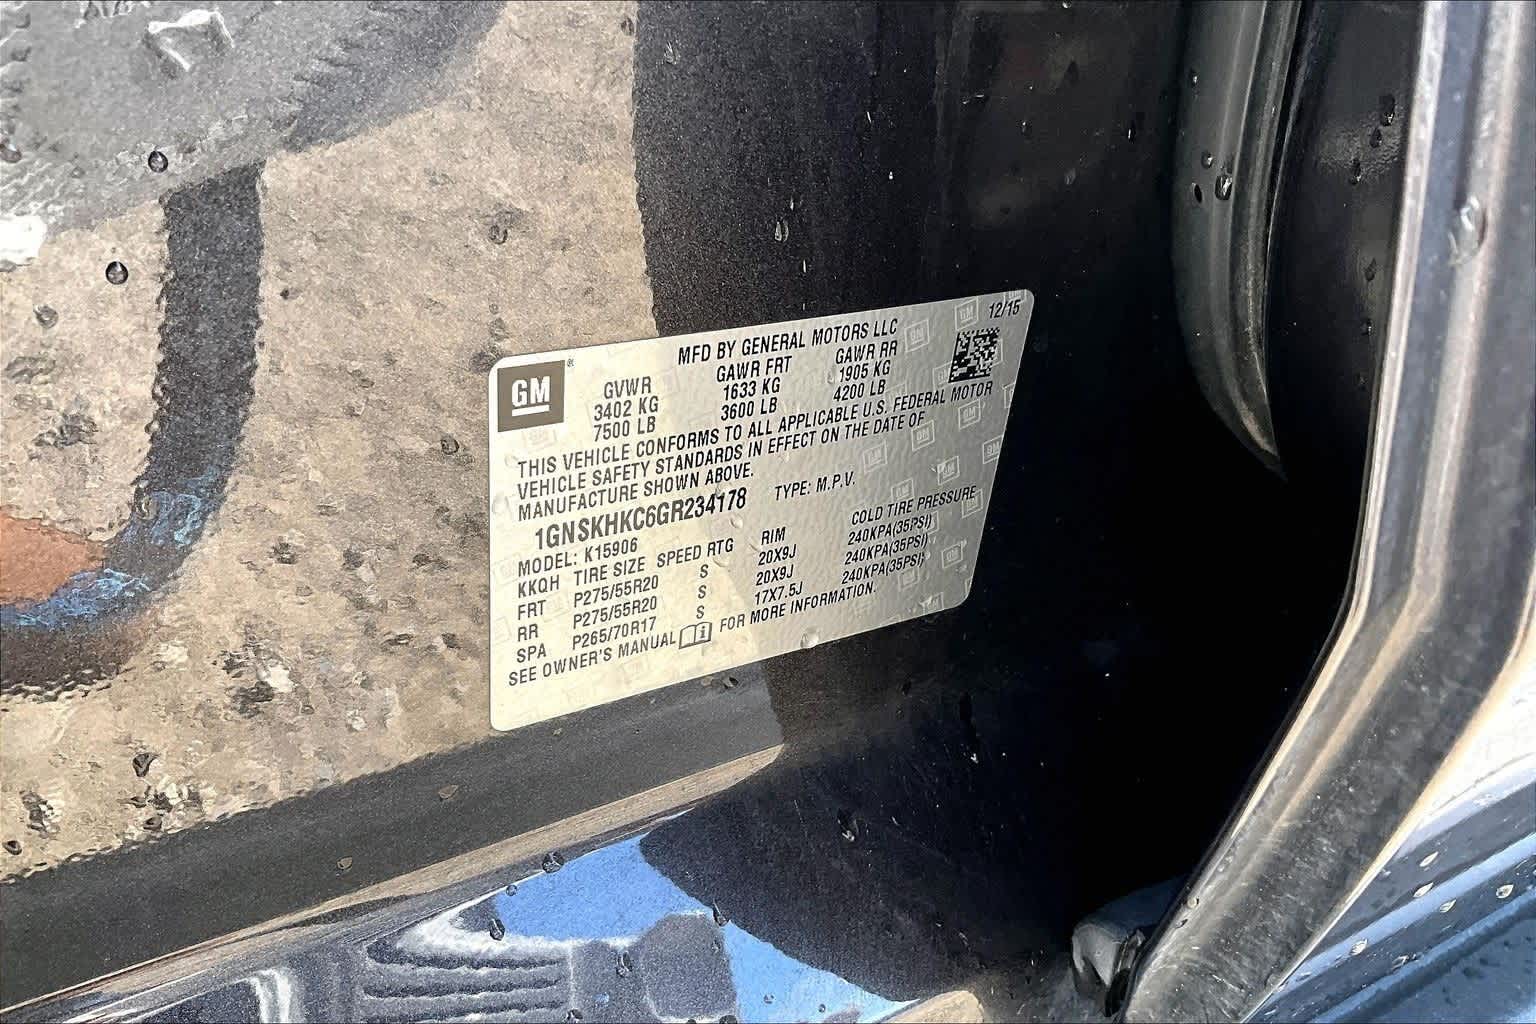 12/15
MFD BY GENERAL MOTORS LLC
GM
GVWR GAWR FRT GAWR RR
3402 KG 1633 KG 1905 KG
7500 LB 3600 LB 4200 LB
THIS VEHICLE CONFORMS TO ALL APPLICABLE U.S. FEDERAL MOTOR
VEHICLE SAFETY STANDARDS IN EFFECT ON THE DATE OF
MANUFACTURE SHOWN ABOVE.
1GNSKHKC6GR234178 TYPE: M.P.V.
MODEL: K15906
KKQH TIRE SIZE SPEED RTG RIM COLD TIRE PRESSURE
FRT P275/55R20 S 20X9J 240KPA(35PSI)
RR P275/55R20 S 20X9J 240KPA(35PSI)
SPA P265/70R17 S 17X7.5J 240KPA(35PSI)
SEE OWNER'S MANUAL FOR MORE INFORMATION.